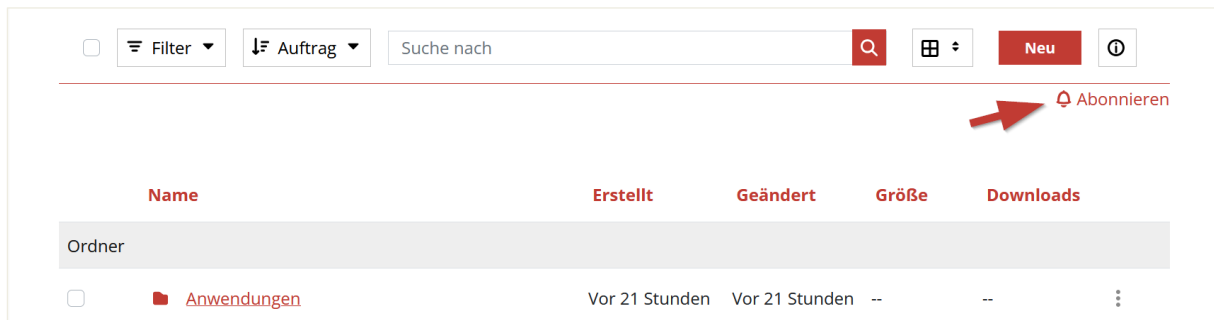 Filter Auftrag Suche nach Neu
Abonnieren
Name Erstellt Geändert Größe Downloads
Ordner
Anwendungen Vor 21 Stunden Vor 21 Stunden -- --